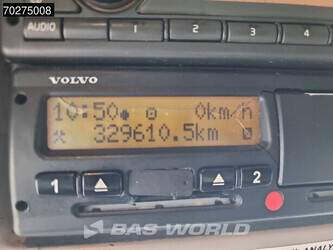 70275008
AUDIO 1 2 3 4
VOLVO
10:50 0km/h
329610.5km
1 2
BAS WORLD